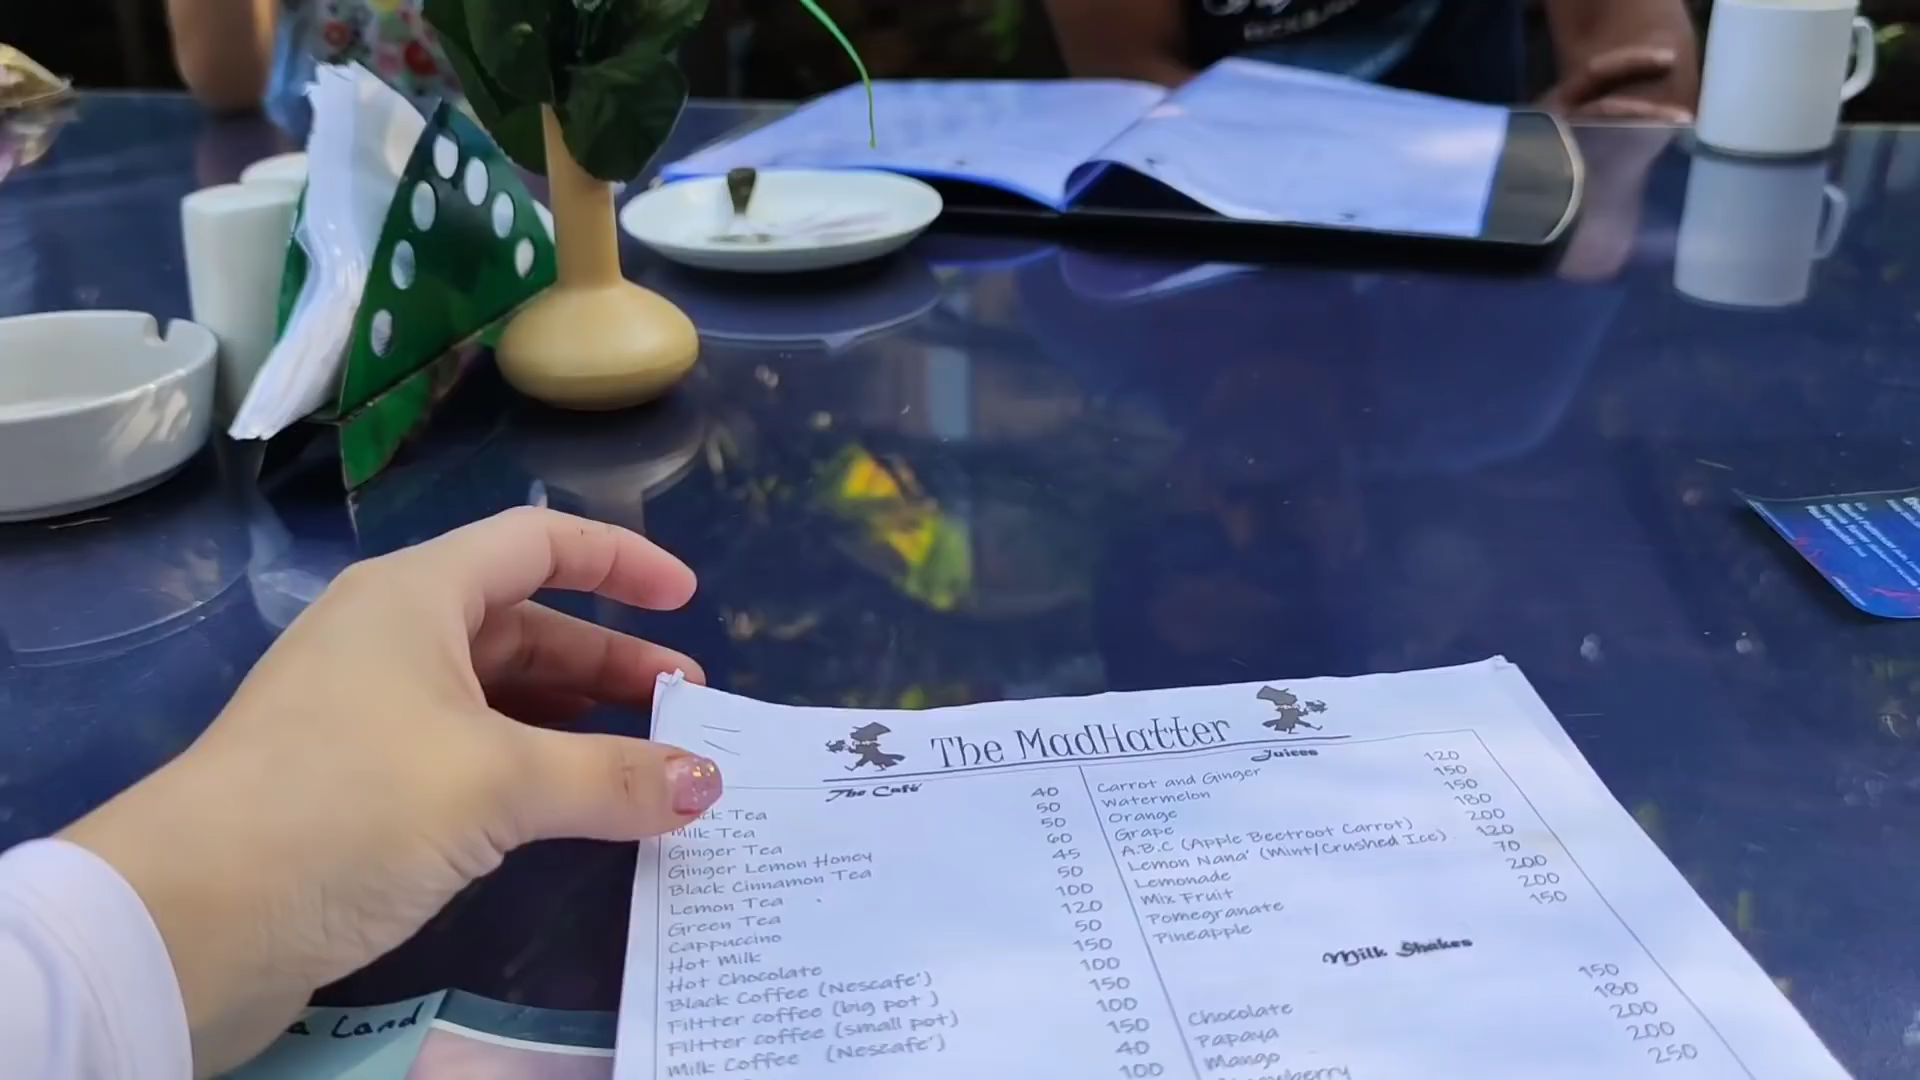 The MadHatter
The Café
Black Tea 40
Milk Tea 50
Ginger Tea 50
Ginger Lemon Honey 60
Black Cinnamon Tea 45
Lemon Tea 50
Green Tea 100
Cappuccino 120
Hot Milk 50
Hot Chocolate 150
Black Coffee (Nescafe') 100
Filtter coffee (big pot) 150
Filtter coffee (small pot) 100
Milk Coffee (Nescafe') 150
40
100
Juices
Carrot and Ginger 120
Watermelon 150
Orange 150
Grape 180
A.B.C (Apple Beetroot Carrot) 200
Lemon Nana' (Mint/Crushed Ice) 120
Lemonade 70
Mix Fruit 200
Pomegranate 200
Pineapple 150
Milk Shakes
Chocolate 150
Papaya 180
Mango 200
200
250
a Land